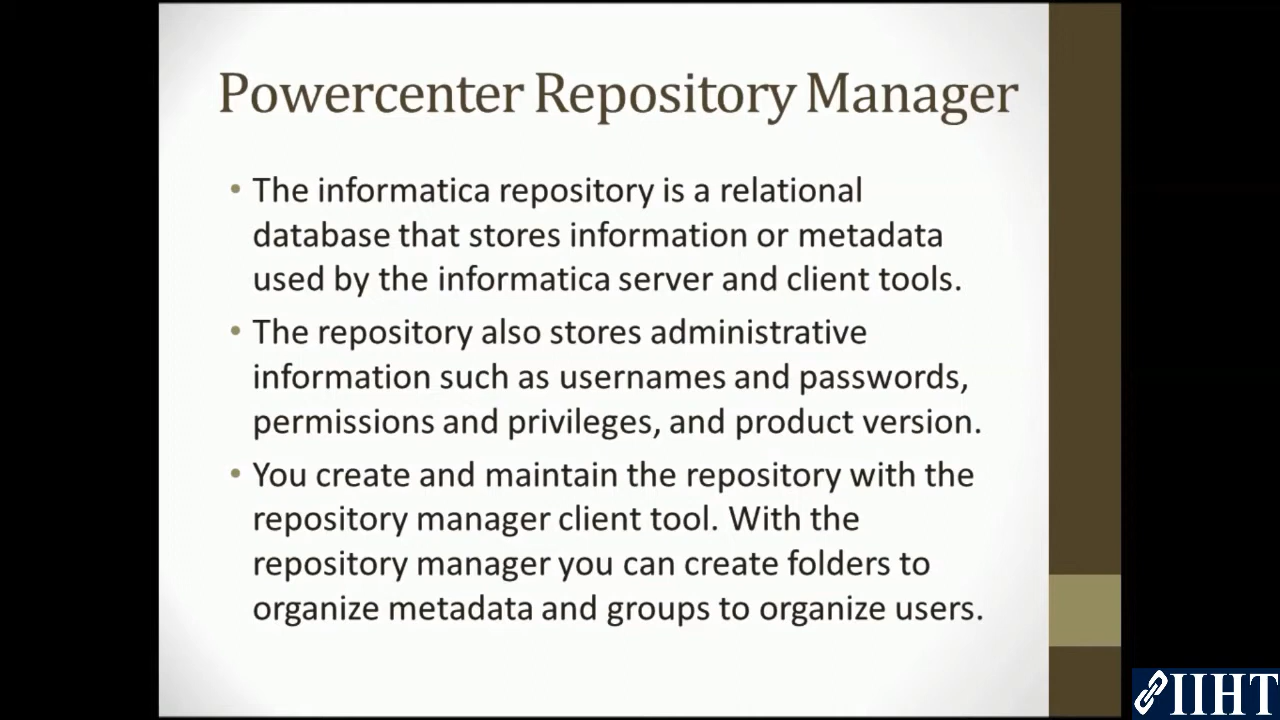 Powercenter Repository Manager
• The informatica repository is a relational
database that stores information or metadata
used by the informatica server and client tools.
• The repository also stores administrative
information such as usernames and passwords,
permissions and privileges, and product version.
• You create and maintain the repository with the
repository manager client tool. With the
repository manager you can create folders to
organize metadata and groups to organize users.
IIHT